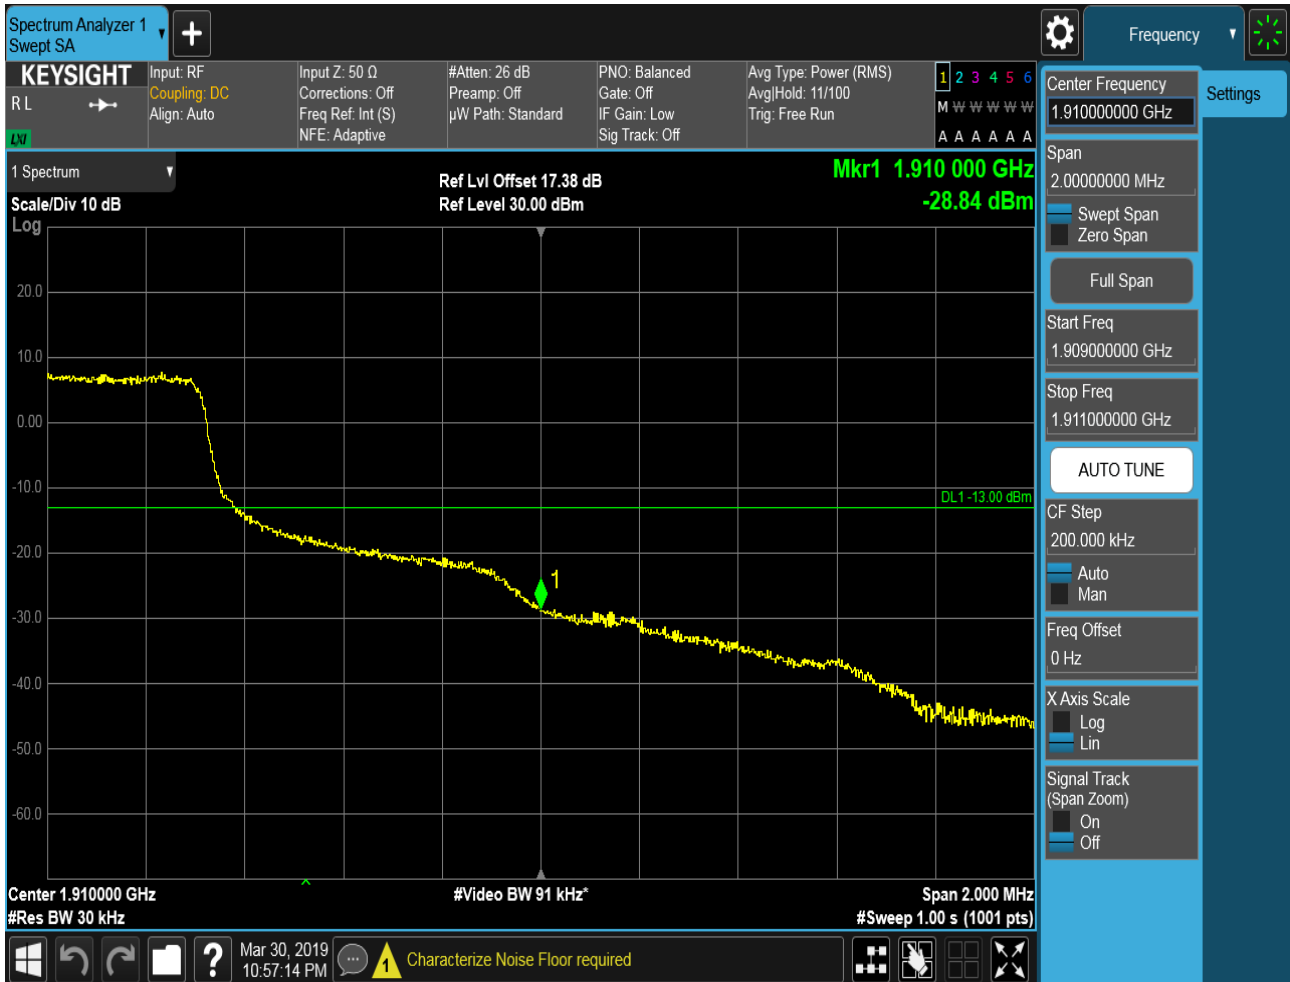 Spectrum Analyzer 1
Swept SA
Frequency
KEYSIGHT
R L
LXI
Input: RF
Coupling: DC
Align: Auto
Input Z: 50 Ω
Corrections: Off
Freq Ref: Int (S)
NFE: Adaptive
#Atten: 26 dB
Preamp: Off
µW Path: Standard
PNO: Balanced
Gate: Off
IF Gain: Low
Sig Track: Off
Avg Type: Power (RMS)
Avg|Hold: 11/100
Trig: Free Run
1 2 3 4 5 6
M W W W W W
A A A A A A
1 Spectrum
Scale/Div 10 dB
Log
Ref Lvl Offset 17.38 dB
Ref Level 30.00 dBm
Mkr1 1.910 000 GHz
-28.84 dBm
20.0
10.0
0.00
-10.0
DL1 -13.00 dBm
-20.0
1
-30.0
-40.0
-50.0
-60.0
Center 1.910000 GHz
#Video BW 91 kHz*
Span 2.000 MHz
#Res BW 30 kHz
#Sweep 1.00 s (1001 pts)
Center Frequency
1.910000000 GHz
Settings
Span
2.00000000 MHz
Swept Span
Zero Span
Full Span
Start Freq
1.909000000 GHz
Stop Freq
1.911000000 GHz
AUTO TUNE
CF Step
200.000 kHz
Auto
Man
Freq Offset
0 Hz
X Axis Scale
Log
Lin
Signal Track
(Span Zoom)
On
Off
?
Mar 30, 2019
10:57:14 PM
1
Characterize Noise Floor required